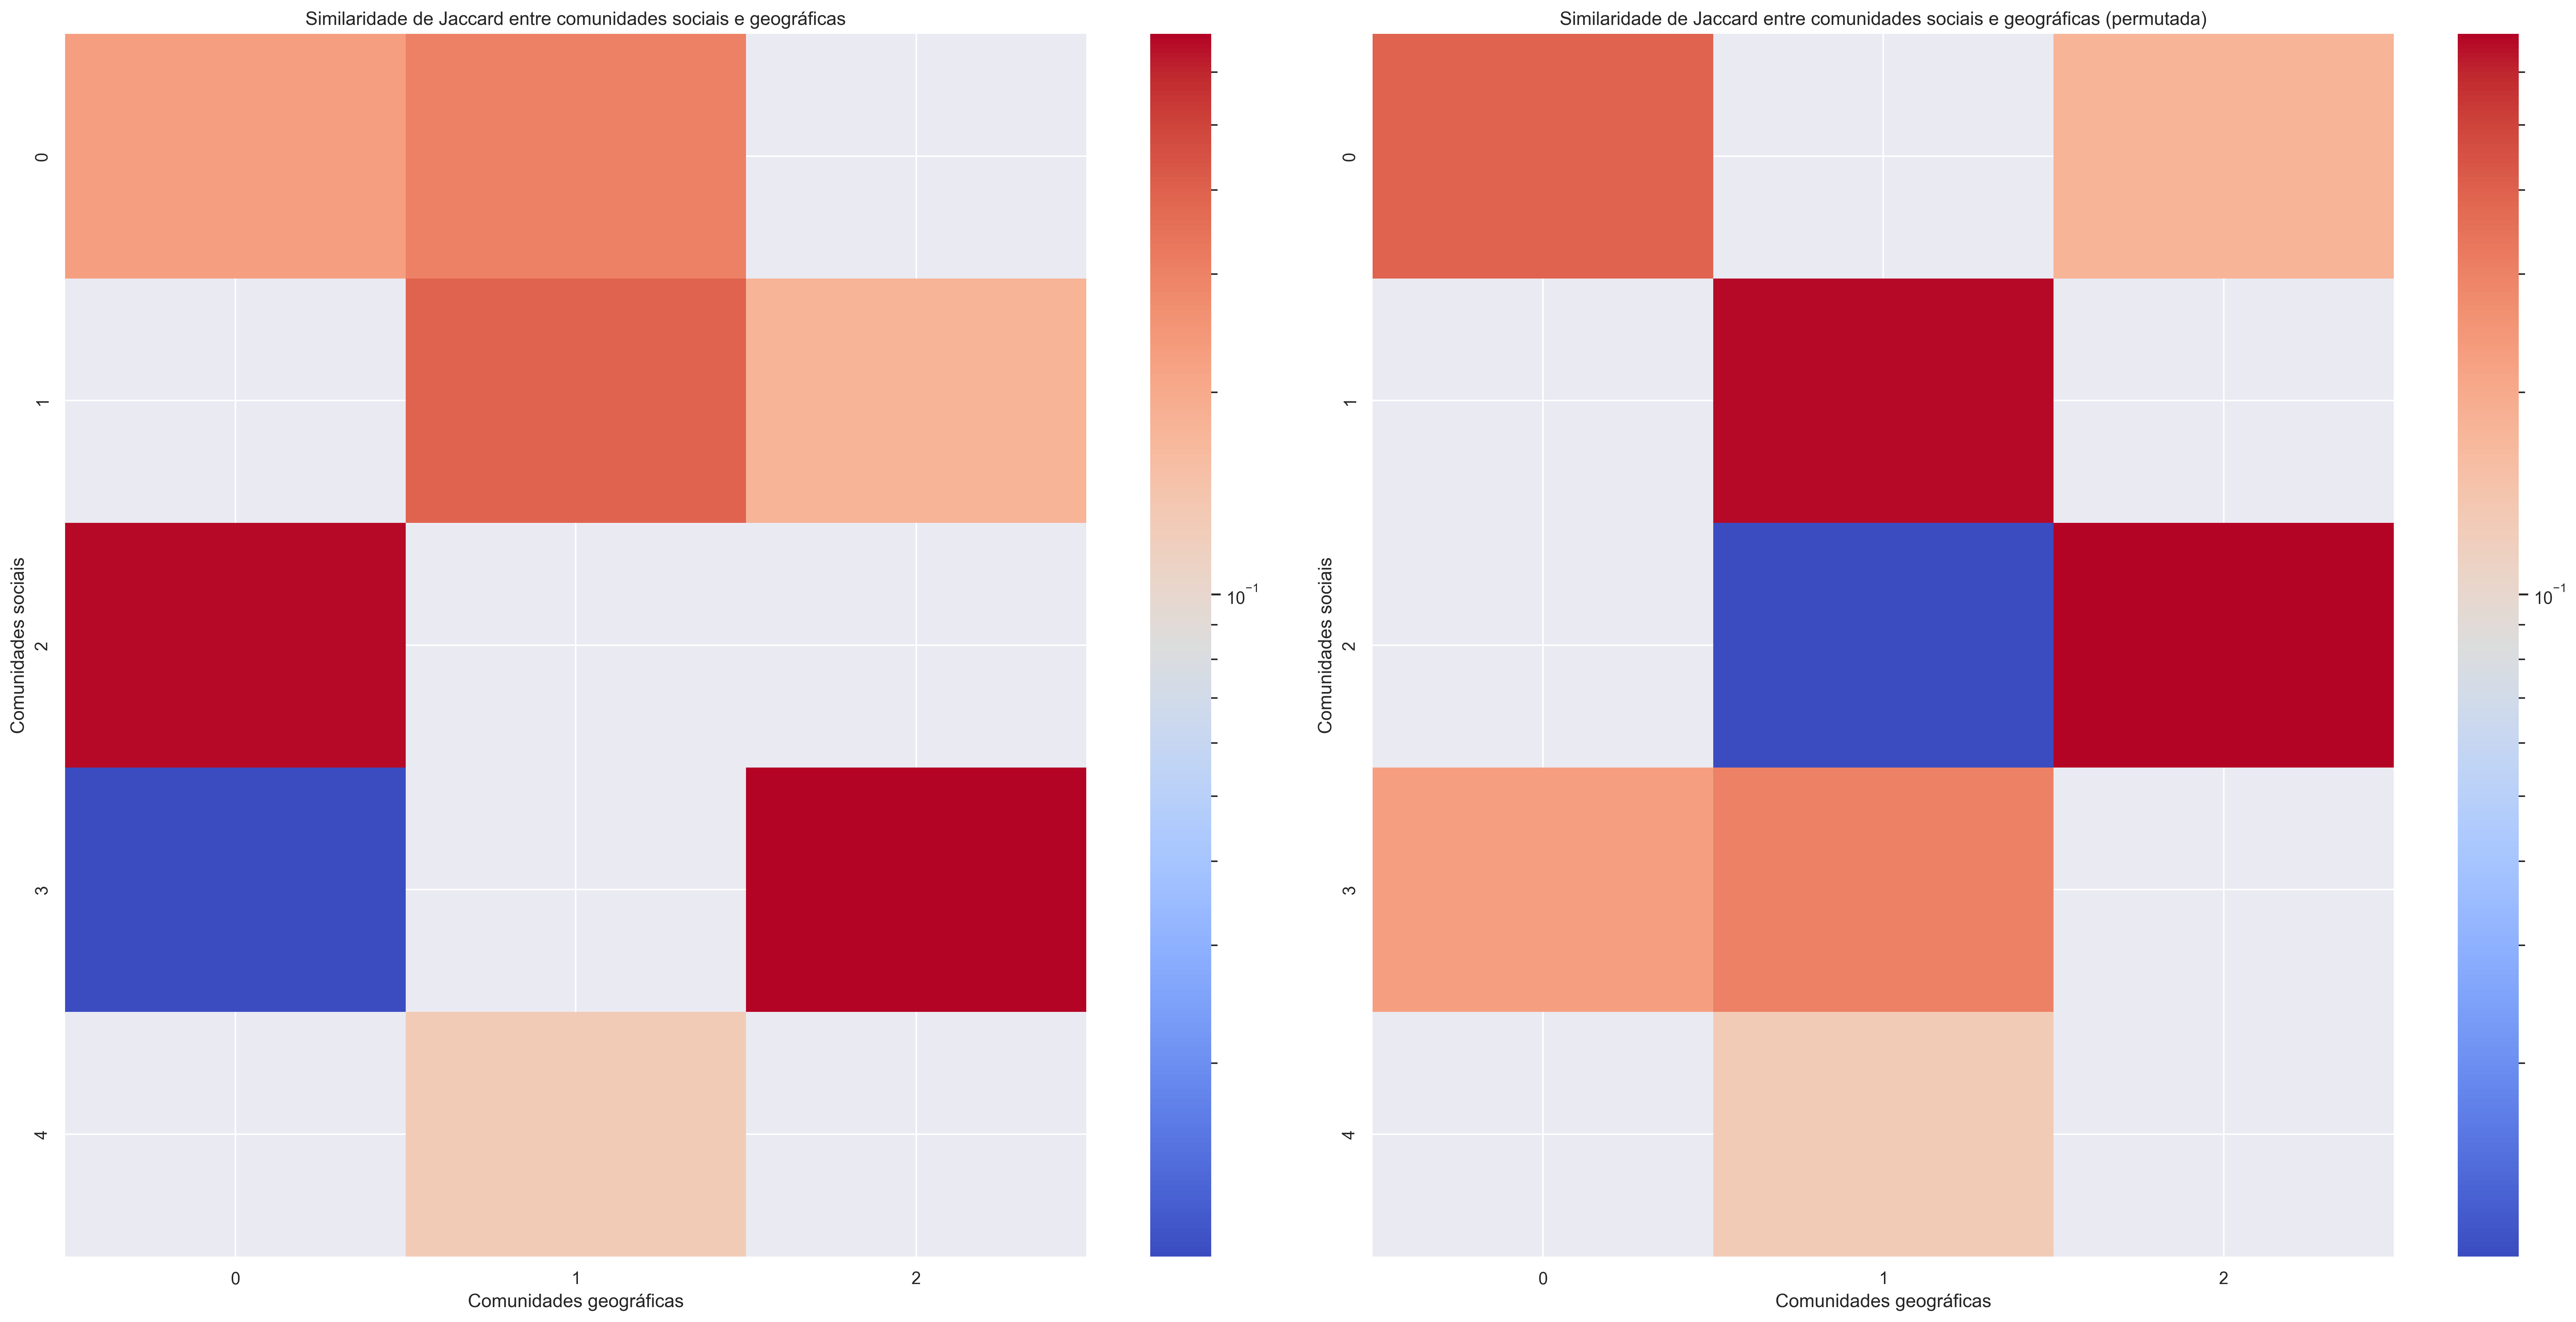 Similaridade de Jaccard entre comunidades sociais e geográficas
Comunidades sociais
0
1
2
3
4
0 1 2
Comunidades geográficas
10⁻¹
Similaridade de Jaccard entre comunidades sociais e geográficas (permutada)
Comunidades sociais
0
1
2
3
4
0 1 2
Comunidades geográficas
10⁻¹